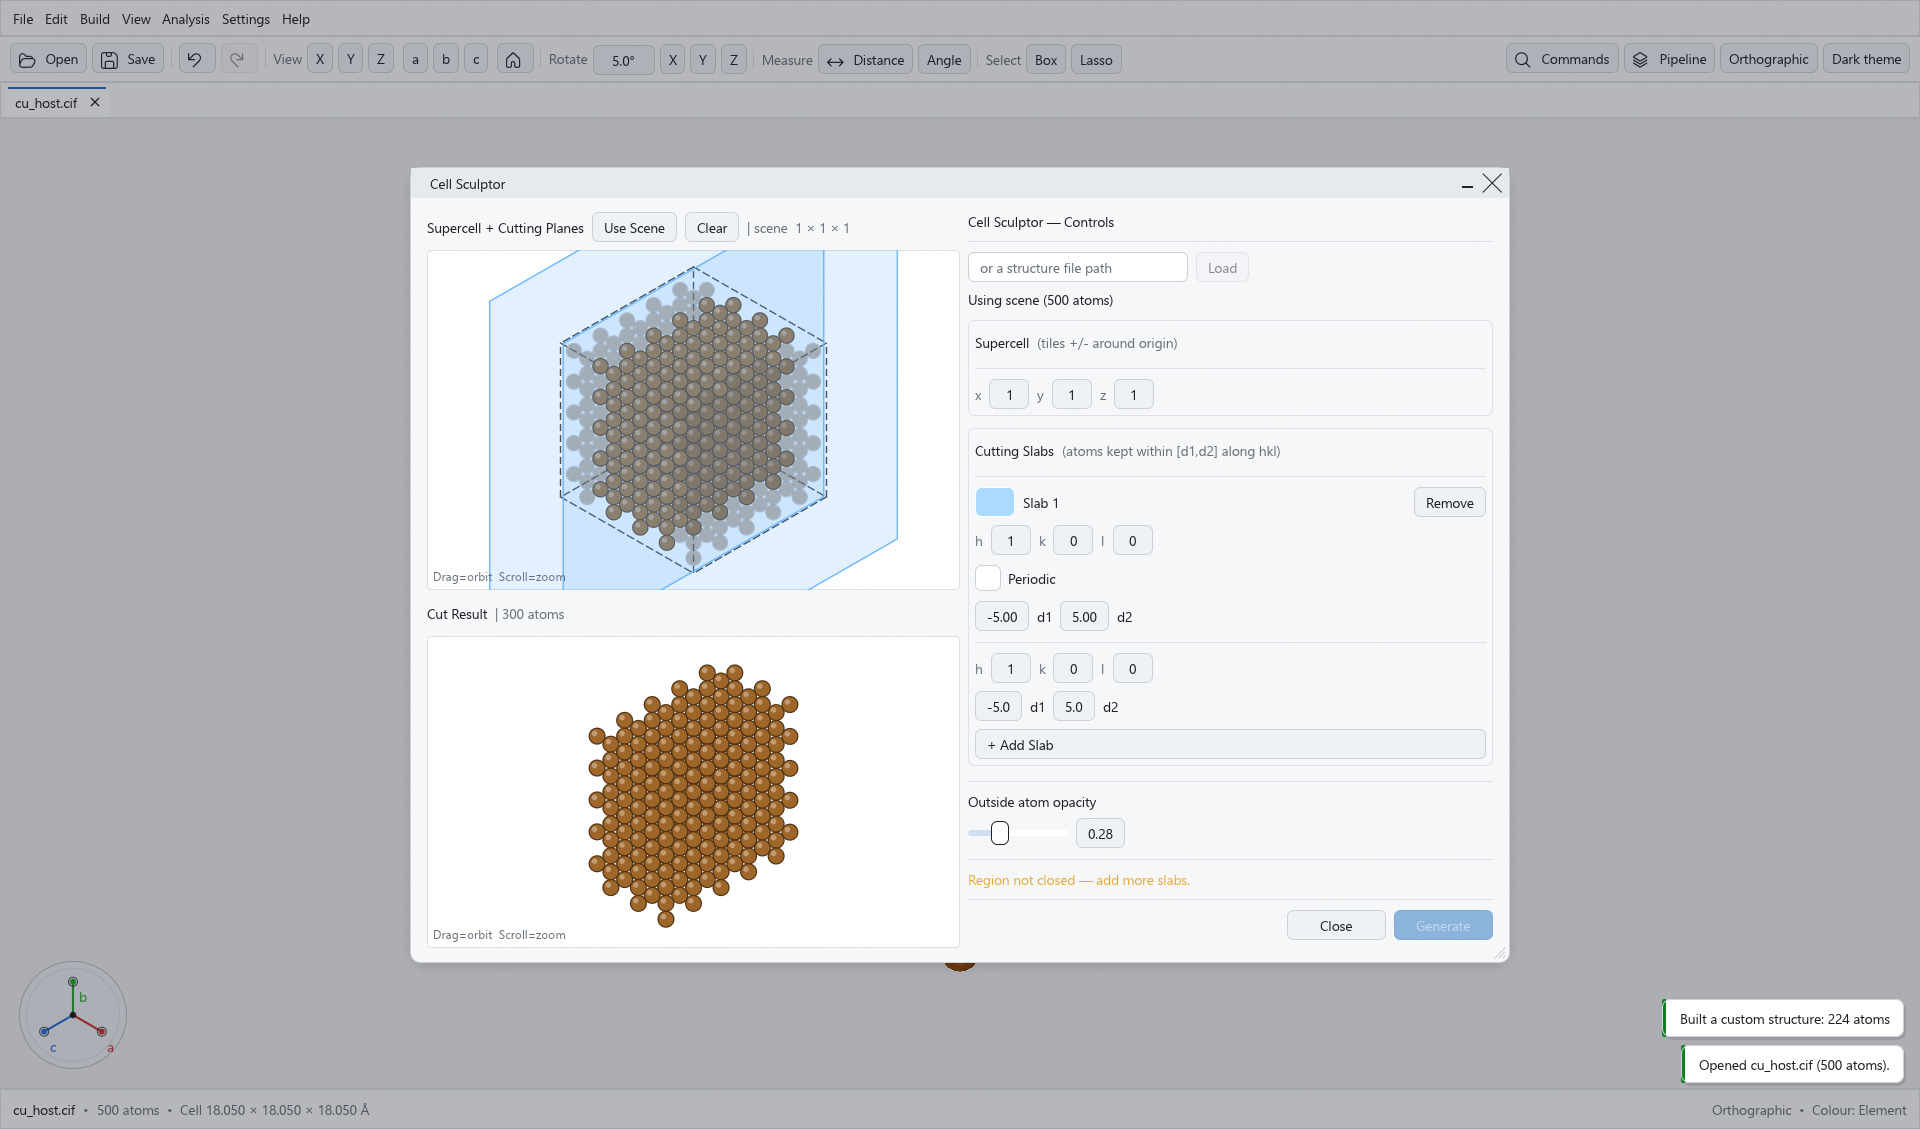 File Edit Build View Analysis Settings Help
Open Save View X Y Z a b c Rotate 5.0° X Y Z Measure Distance Angle Select Box Lasso Commands Pipeline Orthographic Dark theme
cu_host.cif
Cell Sculptor
Supercell + Cutting Planes Use Scene Clear | scene 1 × 1 × 1
Drag=orbit Scroll=zoom
Cut Result | 300 atoms
Drag=orbit Scroll=zoom
Cell Sculptor — Controls
or a structure file path Load
Using scene (500 atoms)
Supercell (tiles +/- around origin)
x 1 y 1 z 1
Cutting Slabs (atoms kept within [d1,d2] along hkl)
Slab 1 Remove
h 1 k 0 l 0
Periodic
-5.00 d1 5.00 d2
h 1 k 0 l 0
-5.0 d1 5.0 d2
+ Add Slab
Outside atom opacity
0.28
Region not closed — add more slabs.
Close Generate
b
c a
Built a custom structure: 224 atoms
Opened cu_host.cif (500 atoms).
cu_host.cif • 500 atoms • Cell 18.050 × 18.050 × 18.050 Å
Orthographic • Colour: Element